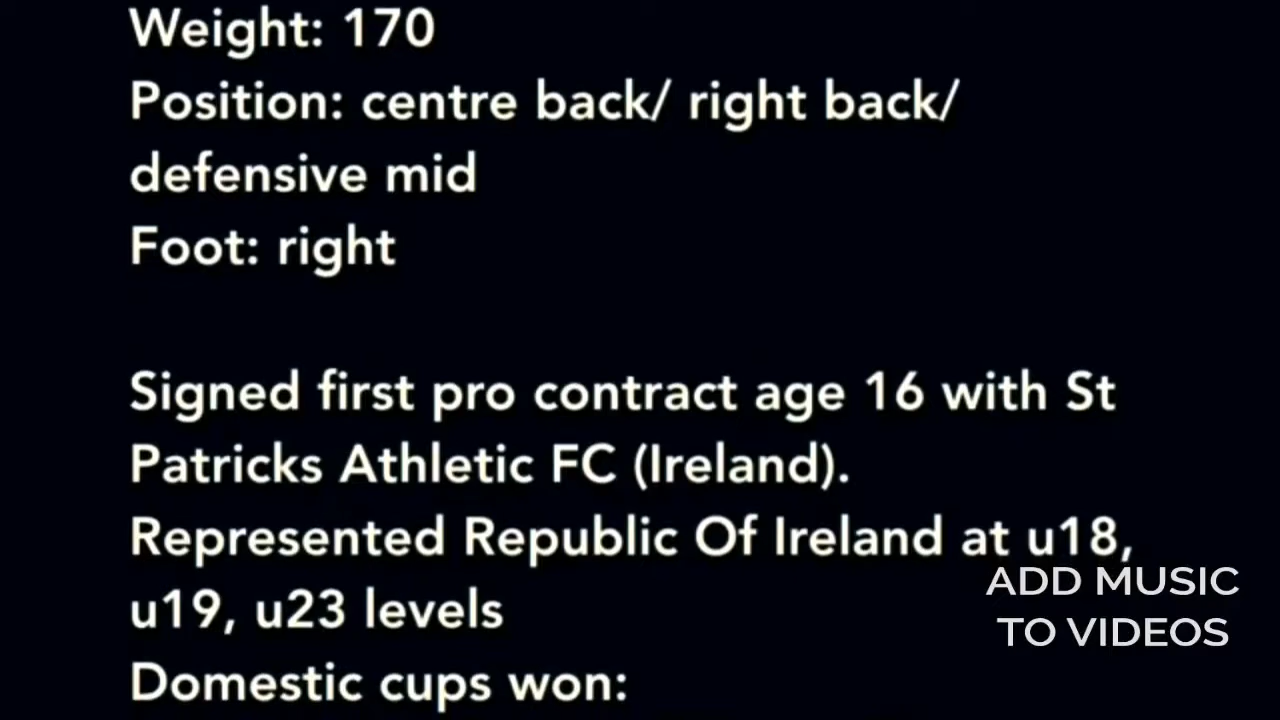 Weight: 170
Position: centre back/ right back/
defensive mid
Foot: right
Signed first pro contract age 16 with St
Patricks Athletic FC (Ireland).
Represented Republic Of Ireland at u18,
u19, u23 levels
Domestic cups won:
ADD MUSIC
TO VIDEOS